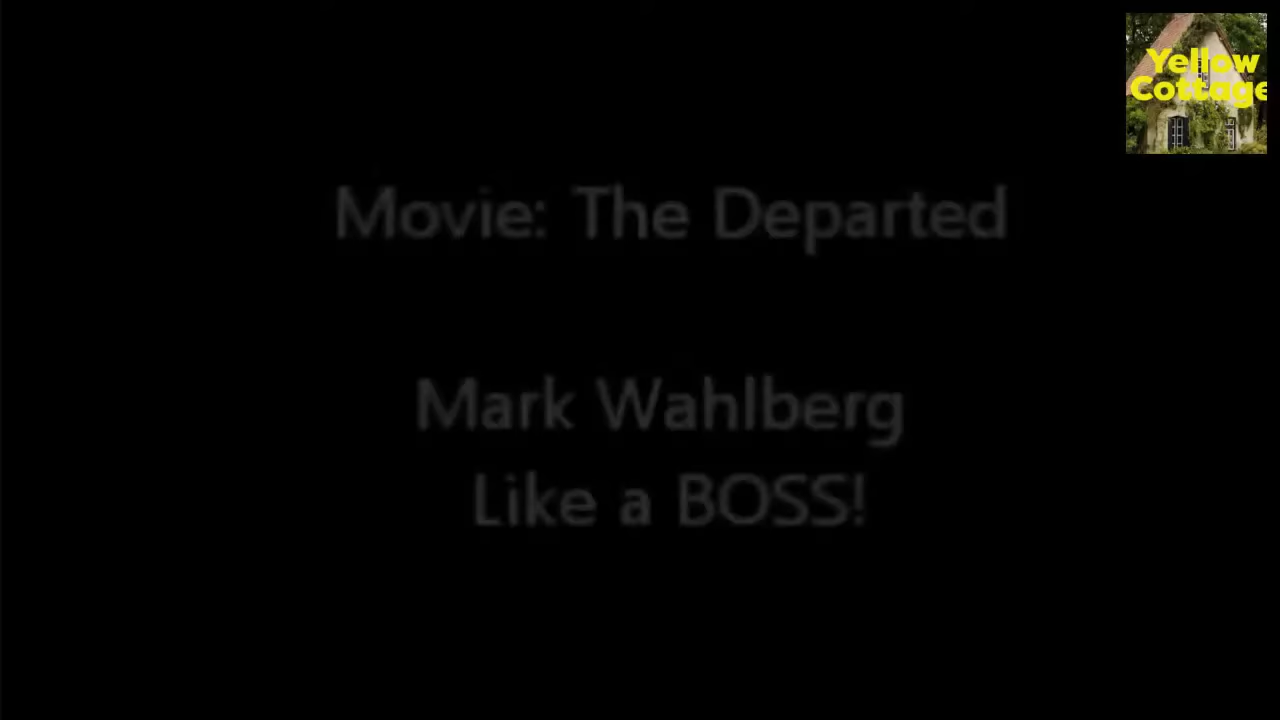 Yellow
Cottage
Movie: The Departed
Mark Wahlberg
Like a BOSS!